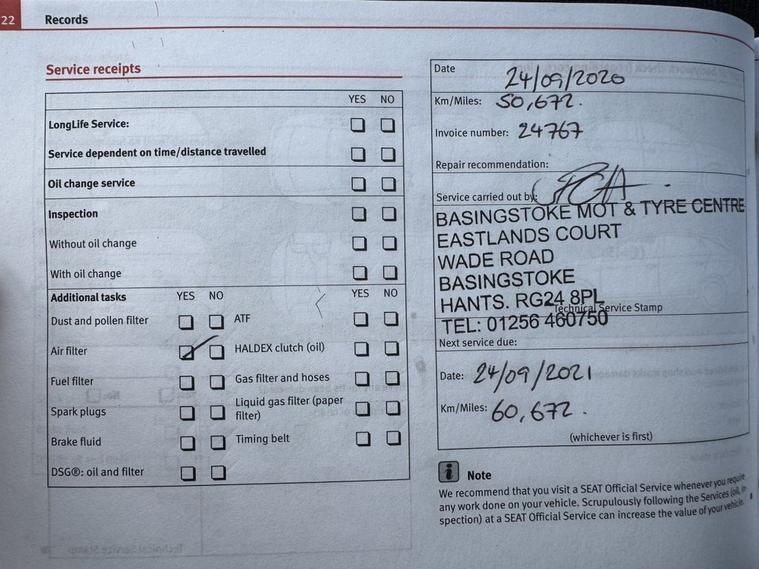 22 Records
Service receipts
YES NO
LongLife Service:
Service dependent on time/distance travelled
Oil change service
Inspection
Without oil change
With oil change
Additional tasks YES NO YES NO
Dust and pollen filter ATF
Air filter HALDEX clutch (oil)
Fuel filter Gas filter and hoses
Spark plugs Liquid gas filter (paper
filter)
Brake fluid Timing belt
DSG®: oil and filter
Date 24/09/2020
Km/Miles: 50,672.
Invoice number: 24767
Repair recommendation:
Service carried out by:
BASINGSTOKE MOT & TYRE CENTRE
EASTLANDS COURT
WADE ROAD
BASINGSTOKE
HANTS. RG24 8PL
Technical Service Stamp
TEL: 01256 460750
Next service due:
Date: 24/09/2021
Km/Miles: 60,672.
(whichever is first)
i Note
We recommend that you visit a SEAT Official Service whenever you require
any work done on your vehicle. Scrupulously following the Services (oil, in-
spection) at a SEAT Official Service can increase the value of your vehicle.